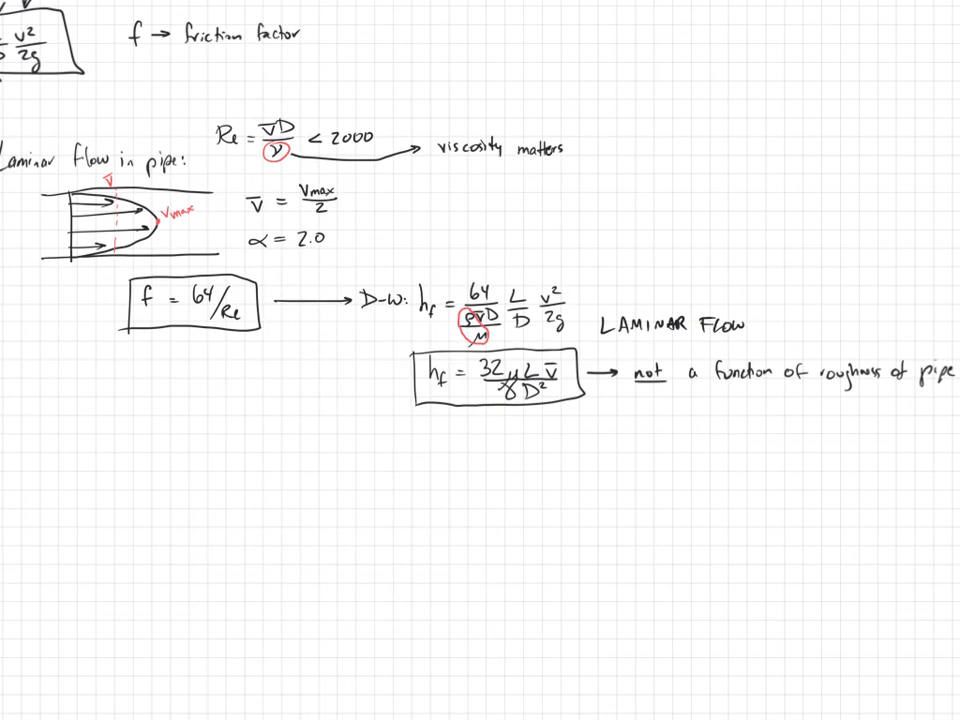 v²/2g
f → friction factor
Re = v̄D/ν < 2000 → viscosity matters
Laminar Flow in pipe:
v̄
Vmax
v̄ = Vmax/2
α = 2.0
f = 64/Re → D-W: hf = 64/(ρv̄D/μ) L/D v²/2g
LAMINAR FLOW
hf = 32μLv̄/γD² → not a function of roughness of pipe